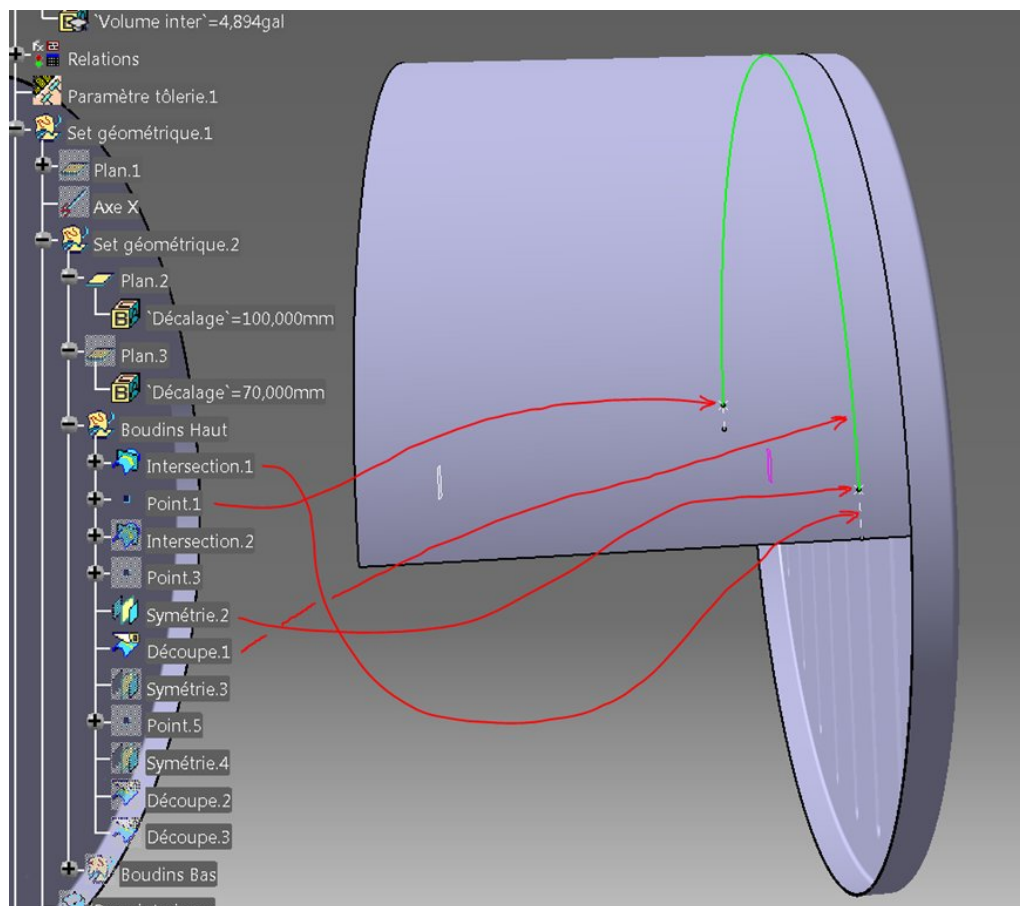 `Volume inter`=4,894gal
Relations
Paramètre tôlerie.1
Set géométrique.1
Plan.1
Axe X
Set géométrique.2
Plan.2
`Décalage`=100,000mm
Plan.3
`Décalage`=70,000mm
Boudins Haut
Intersection.1
Point.1
Intersection.2
Point.3
Symétrie.2
Découpe.1
Symétrie.3
Point.5
Symétrie.4
Découpe.2
Découpe.3
Boudins Bas